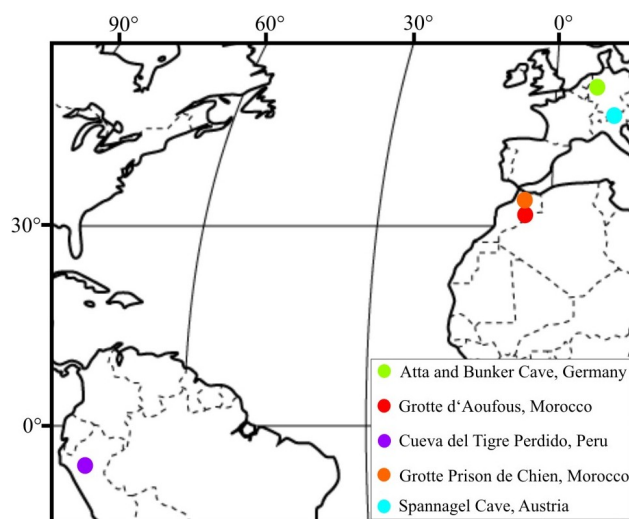 90° 60° 30° 0°
30°
0°
Atta and Bunker Cave, Germany
Grotte d‘Aoufous, Morocco
Cueva del Tigre Perdido, Peru
Grotte Prison de Chien, Morocco
Spannagel Cave, Austria